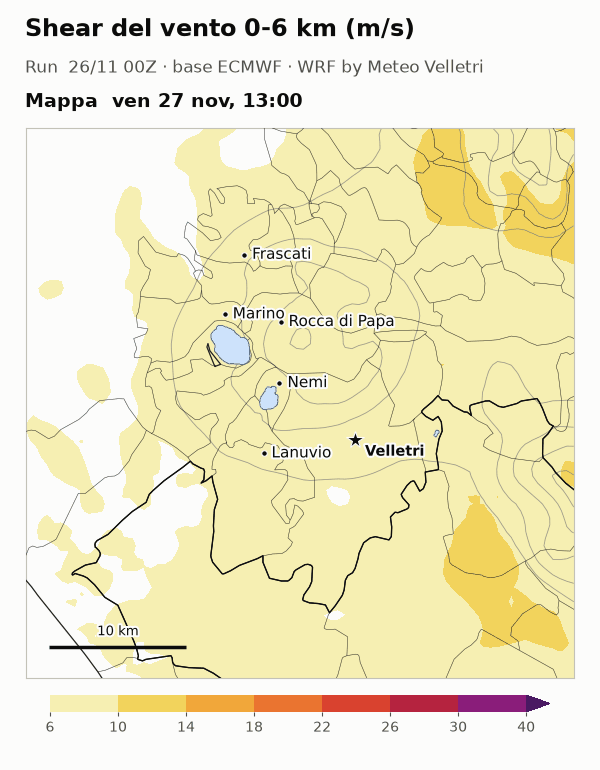 Shear del vento 0-6 km (m/s)
Run  26/11 00Z · base ECMWF · WRF by Meteo Velletri
Mappa  ven 27 nov, 13:00
Frascati
Marino
Rocca di Papa
Nemi
Velletri
Lanuvio
10 km
6 10 14 18 22 26 30 40